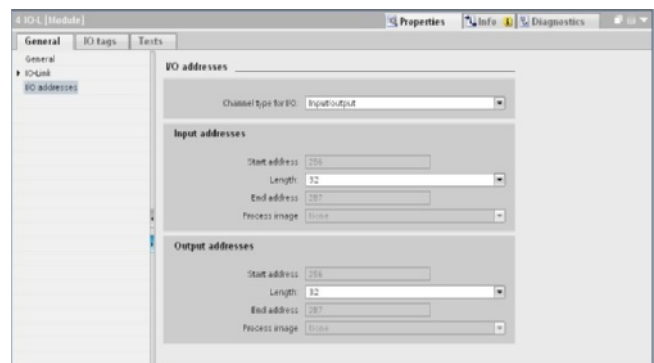 4 IO-L [Module]
Properties Info Diagnostics
General IO tags Texts
General
IO-Link
I/O addresses
I/O addresses
Channel type for I/O: Input/output
Input addresses
Start address 256
Length: 32
End address 287
Process image None
Output addresses
Start address 256
Length: 32
End address 287
Process image None